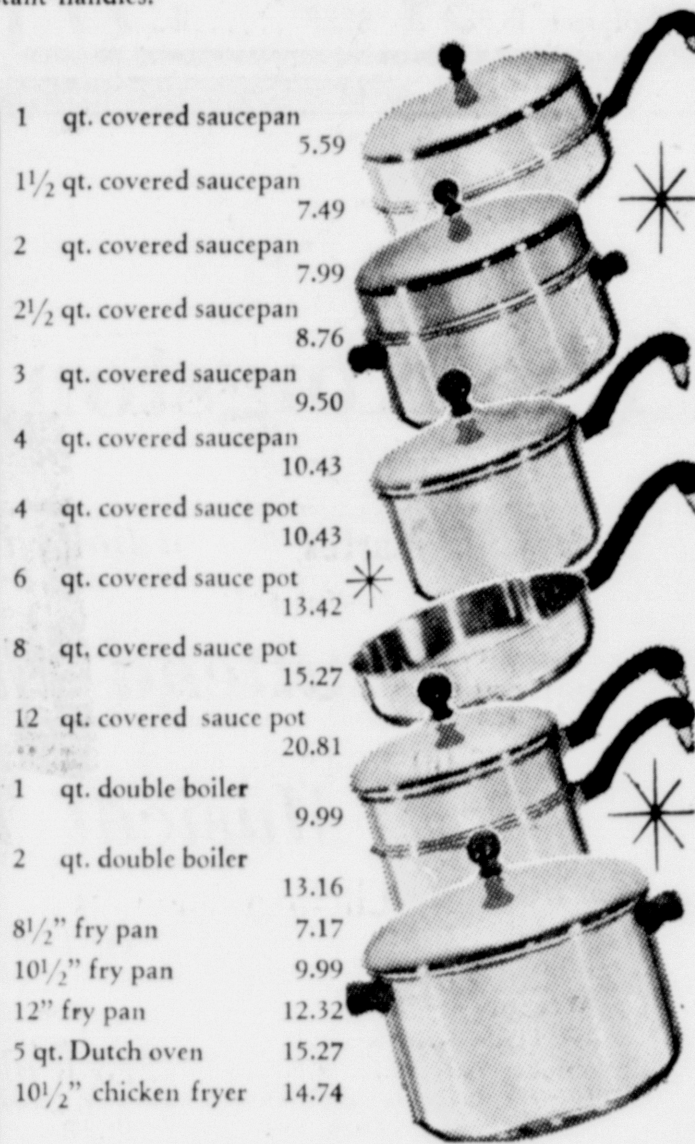 handles.
1 qt. covered saucepan
5.59
1½ qt. covered saucepan
7.49
2 qt. covered saucepan
7.99
2½ qt. covered saucepan
8.76
3 qt. covered saucepan
9.50
4 qt. covered saucepan
10.43
4 qt. covered sauce pot
10.43
6 qt. covered sauce pot
13.42
8 qt. covered sauce pot
15.27
12 qt. covered sauce pot
20.81
1 qt. double boiler
9.99
2 qt. double boiler
13.16
8½” fry pan 7.17
10½” fry pan 9.99
12” fry pan 12.32
5 qt. Dutch oven 15.27
10½” chicken fryer 14.74